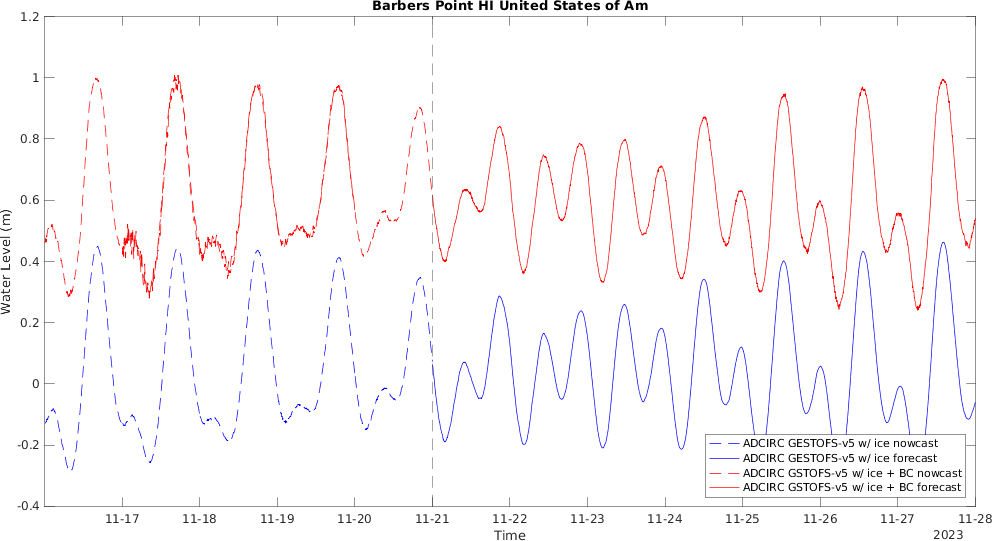 Barbers Point HI United States of Am
1.2
1
0.8
0.6
0.4
0.2
0
-0.2
-0.4
Water Level (m)
ADCIRC GESTOFS-v5 w/ ice nowcast
ADCIRC GESTOFS-v5 w/ ice forecast
ADCIRC GSTOFS-v5 w/ ice + BC nowcast
ADCIRC GSTOFS-v5 w/ ice + BC forecast
11-17 11-18 11-19 11-20 11-21 11-22 11-23 11-24 11-25 11-26 11-27 11-28
Time
2023